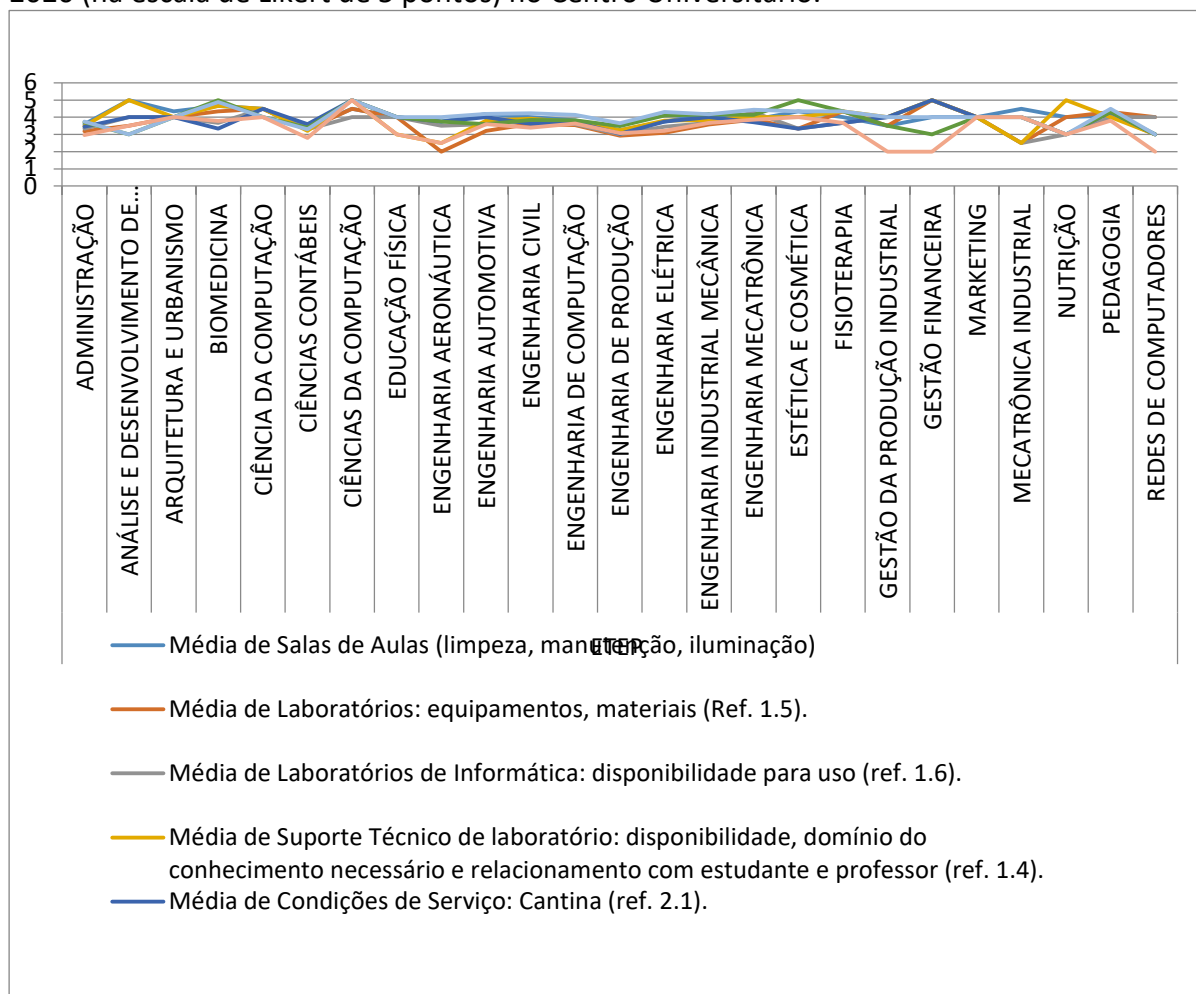 2020 (na escala de Likert de 5 pontos) no Centro Universitário.
6
5
4
3
2
1
0
ADMINISTRAÇÃO
ANÁLISE E DESENVOLVIMENTO DE...
ARQUITETURA E URBANISMO
BIOMEDICINA
CIÊNCIA DA COMPUTAÇÃO
CIÊNCIAS CONTÁBEIS
CIÊNCIAS DA COMPUTAÇÃO
EDUCAÇÃO FÍSICA
ENGENHARIA AERONÁUTICA
ENGENHARIA AUTOMOTIVA
ENGENHARIA CIVIL
ENGENHARIA DE COMPUTAÇÃO
ENGENHARIA DE PRODUÇÃO
ENGENHARIA ELÉTRICA
ENGENHARIA INDUSTRIAL MECÂNICA
ENGENHARIA MECATRÔNICA
ESTÉTICA E COSMÉTICA
FISIOTERAPIA
GESTÃO DA PRODUÇÃO INDUSTRIAL
GESTÃO FINANCEIRA
MARKETING
MECATRÔNICA INDUSTRIAL
NUTRIÇÃO
PEDAGOGIA
REDES DE COMPUTADORES
ETEP
Média de Salas de Aulas (limpeza, manutenção, iluminação)
Média de Laboratórios: equipamentos, materiais (Ref. 1.5).
Média de Laboratórios de Informática: disponibilidade para uso (ref. 1.6).
Média de Suporte Técnico de laboratório: disponibilidade, domínio do
conhecimento necessário e relacionamento com estudante e professor (ref. 1.4).
Média de Condições de Serviço: Cantina (ref. 2.1).